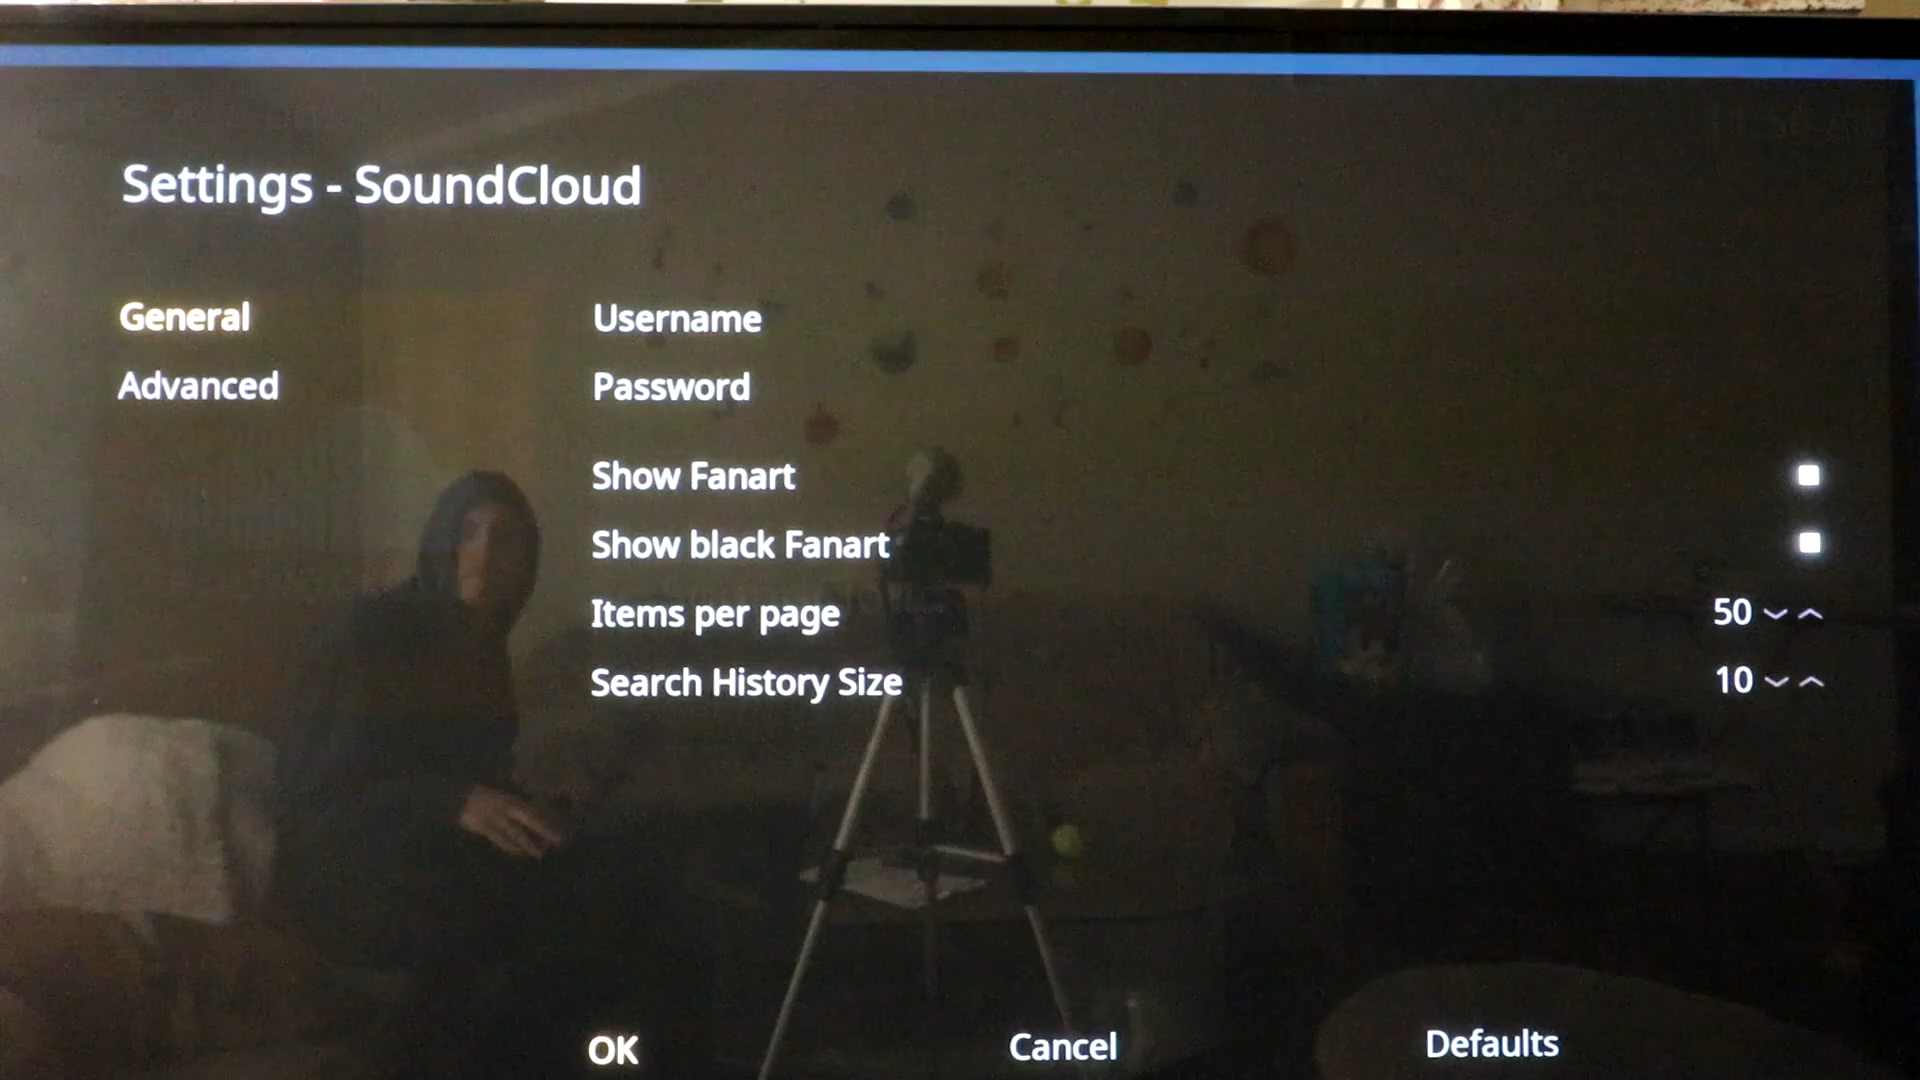 Settings - SoundCloud
General
Advanced
Username
Password
Show Fanart
Show black Fanart
Items per page 50
Search History Size 10
OK Cancel Defaults